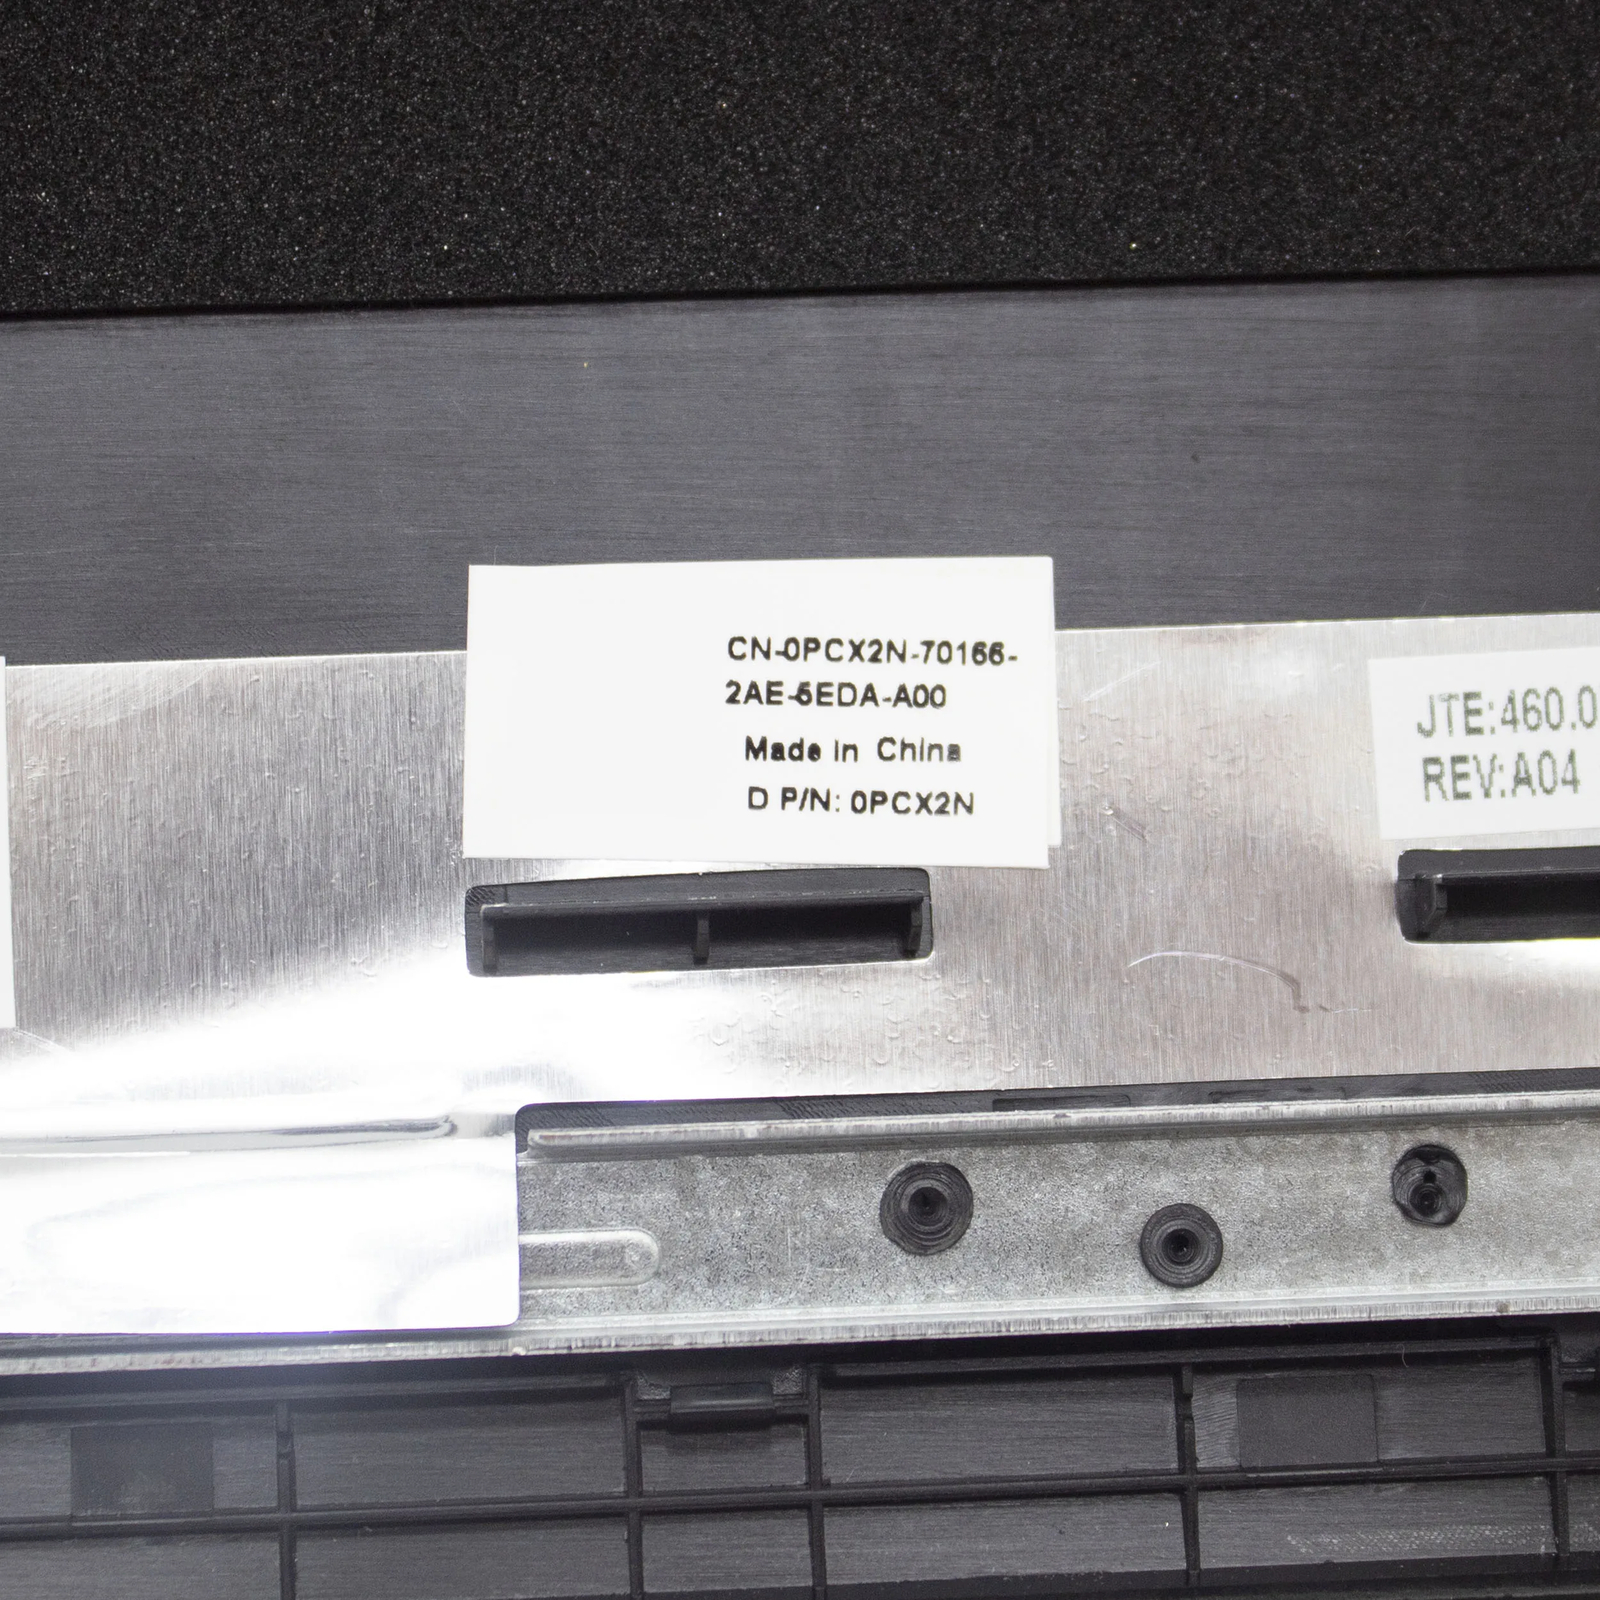 CN-0PCX2N-70166-
2AE-5EDA-A00
Made in China
D P/N: 0PCX2N
JTE:460.0
REV:A04